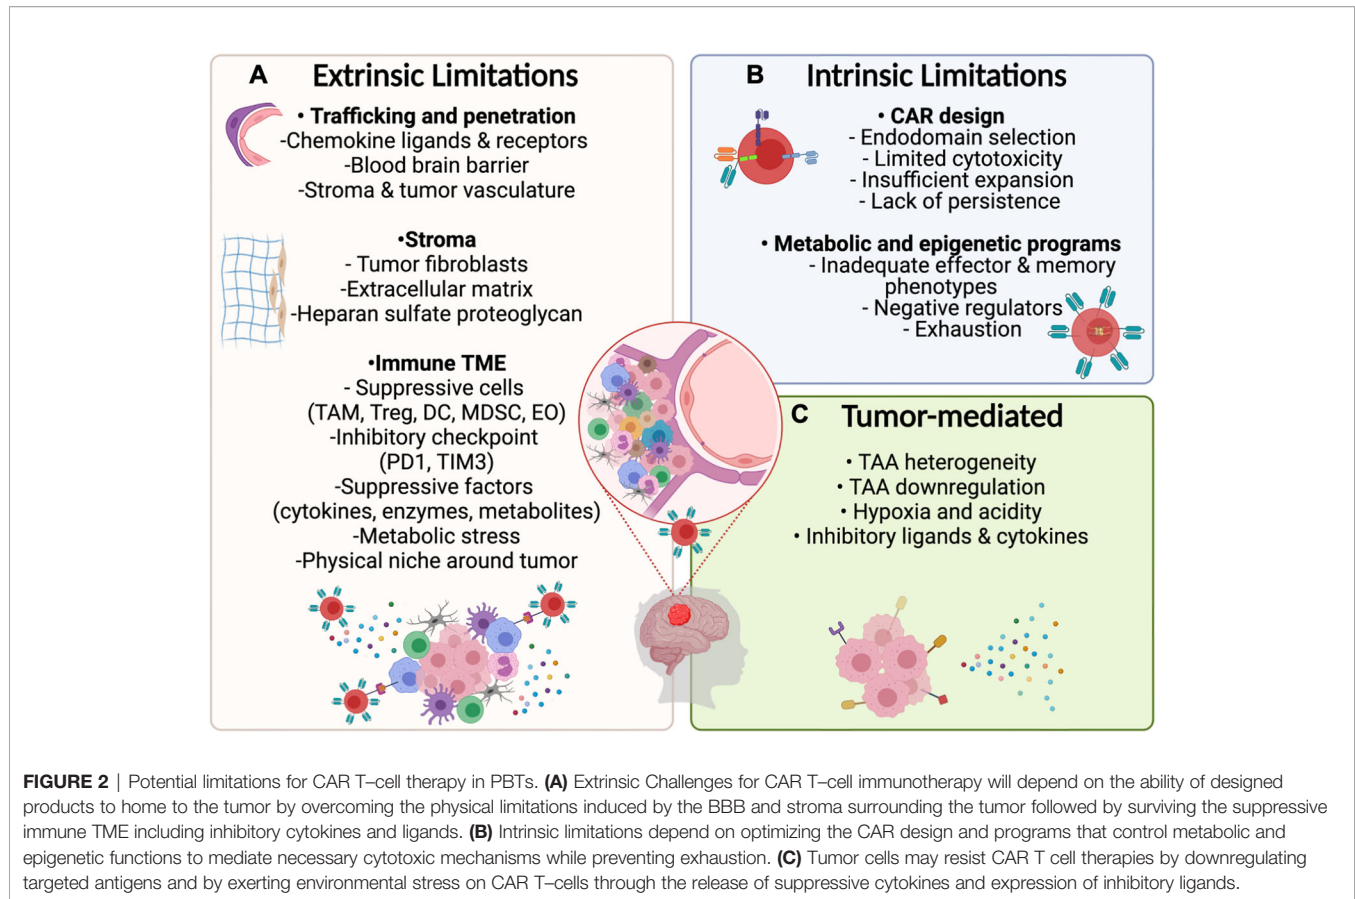 A Extrinsic Limitations
• Trafficking and penetration
-Chemokine ligands & receptors
-Blood brain barrier
-Stroma & tumor vasculature
•Stroma
- Tumor fibroblasts
-Extracellular matrix
-Heparan sulfate proteoglycan
•Immune TME
- Suppressive cells
(TAM, Treg, DC, MDSC, EO)
-Inhibitory checkpoint
(PD1, TIM3)
-Suppressive factors
(cytokines, enzymes, metabolites)
-Metabolic stress
-Physical niche around tumor
B Intrinsic Limitations
• CAR design
- Endodomain selection
- Limited cytotoxicity
- Insufficient expansion
- Lack of persistence
• Metabolic and epigenetic programs
- Inadequate effector & memory
phenotypes
- Negative regulators
- Exhaustion
C Tumor-mediated
• TAA heterogeneity
• TAA downregulation
• Hypoxia and acidity
• Inhibitory ligands & cytokines
FIGURE 2 | Potential limitations for CAR T–cell therapy in PBTs. (A) Extrinsic Challenges for CAR T–cell immunotherapy will depend on the ability of designed
products to home to the tumor by overcoming the physical limitations induced by the BBB and stroma surrounding the tumor followed by surviving the suppressive
immune TME including inhibitory cytokines and ligands. (B) Intrinsic limitations depend on optimizing the CAR design and programs that control metabolic and
epigenetic functions to mediate necessary cytotoxic mechanisms while preventing exhaustion. (C) Tumor cells may resist CAR T cell therapies by downregulating
targeted antigens and by exerting environmental stress on CAR T–cells through the release of suppressive cytokines and expression of inhibitory ligands.